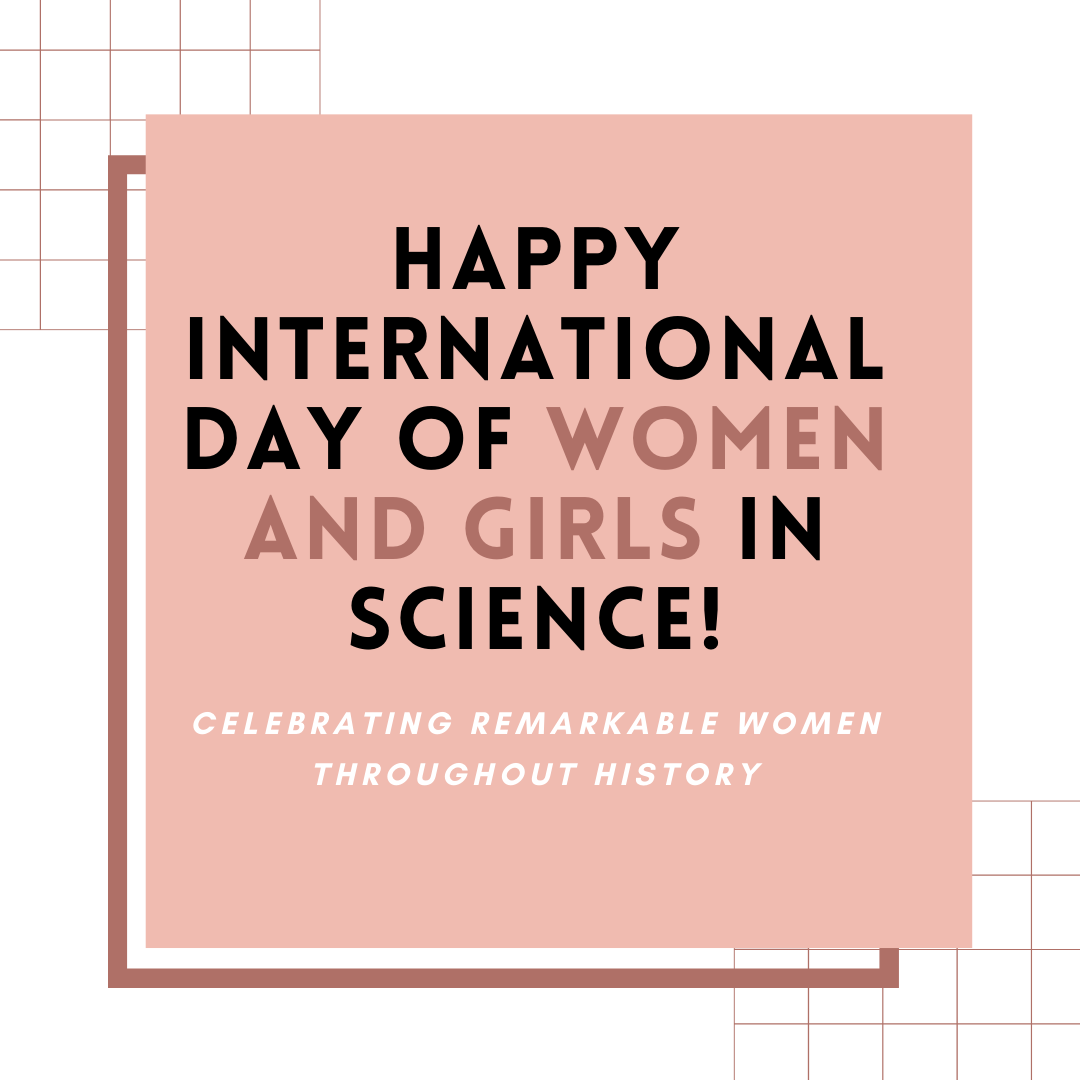 HAPPY
INTERNATIONAL
DAY OF WOMEN
AND GIRLS IN
SCIENCE!
CELEBRATING REMARKABLE WOMEN
THROUGHOUT HISTORY